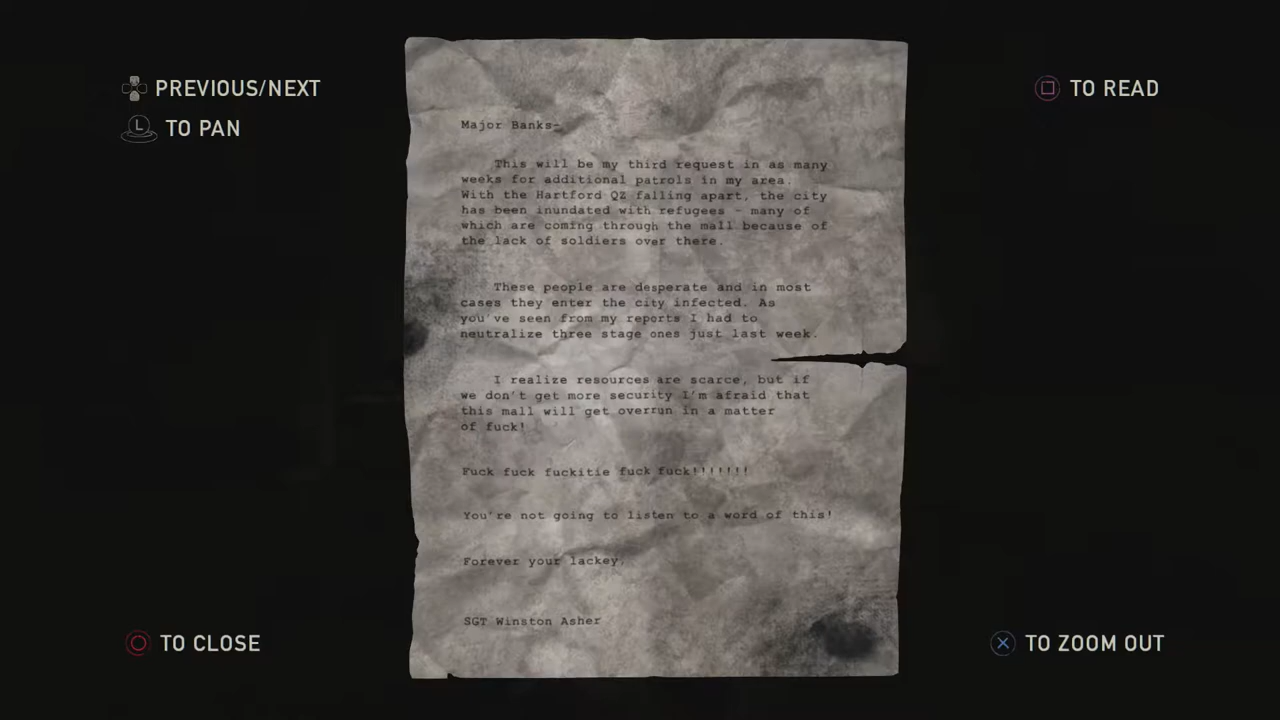 PREVIOUS/NEXT
L TO PAN
TO READ
Major Banks-
This will be my third request in as many
weeks for additional patrols in my area.
With the Hartford QZ falling apart, the city
has been inundated with refugees - many of
which are coming through the mall because of
the lack of soldiers over there.
These people are desperate and in most
cases they enter the city infected. As
you've seen from my reports I had to
neutralize three stage ones just last week.
I realize resources are scarce, but if
we don't get more security I'm afraid that
this mall will get overrun in a matter
of fuck!
Fuck fuck fuckitie fuck fuck!!!!!!!
You're not going to listen to a word of this!
Forever your lackey,
SGT Winston Asher
TO CLOSE
TO ZOOM OUT